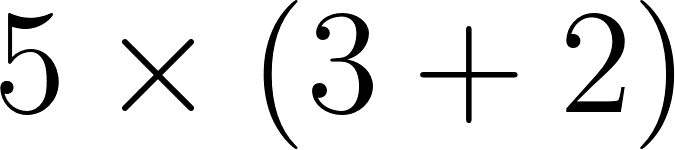 5 × (3 + 2)